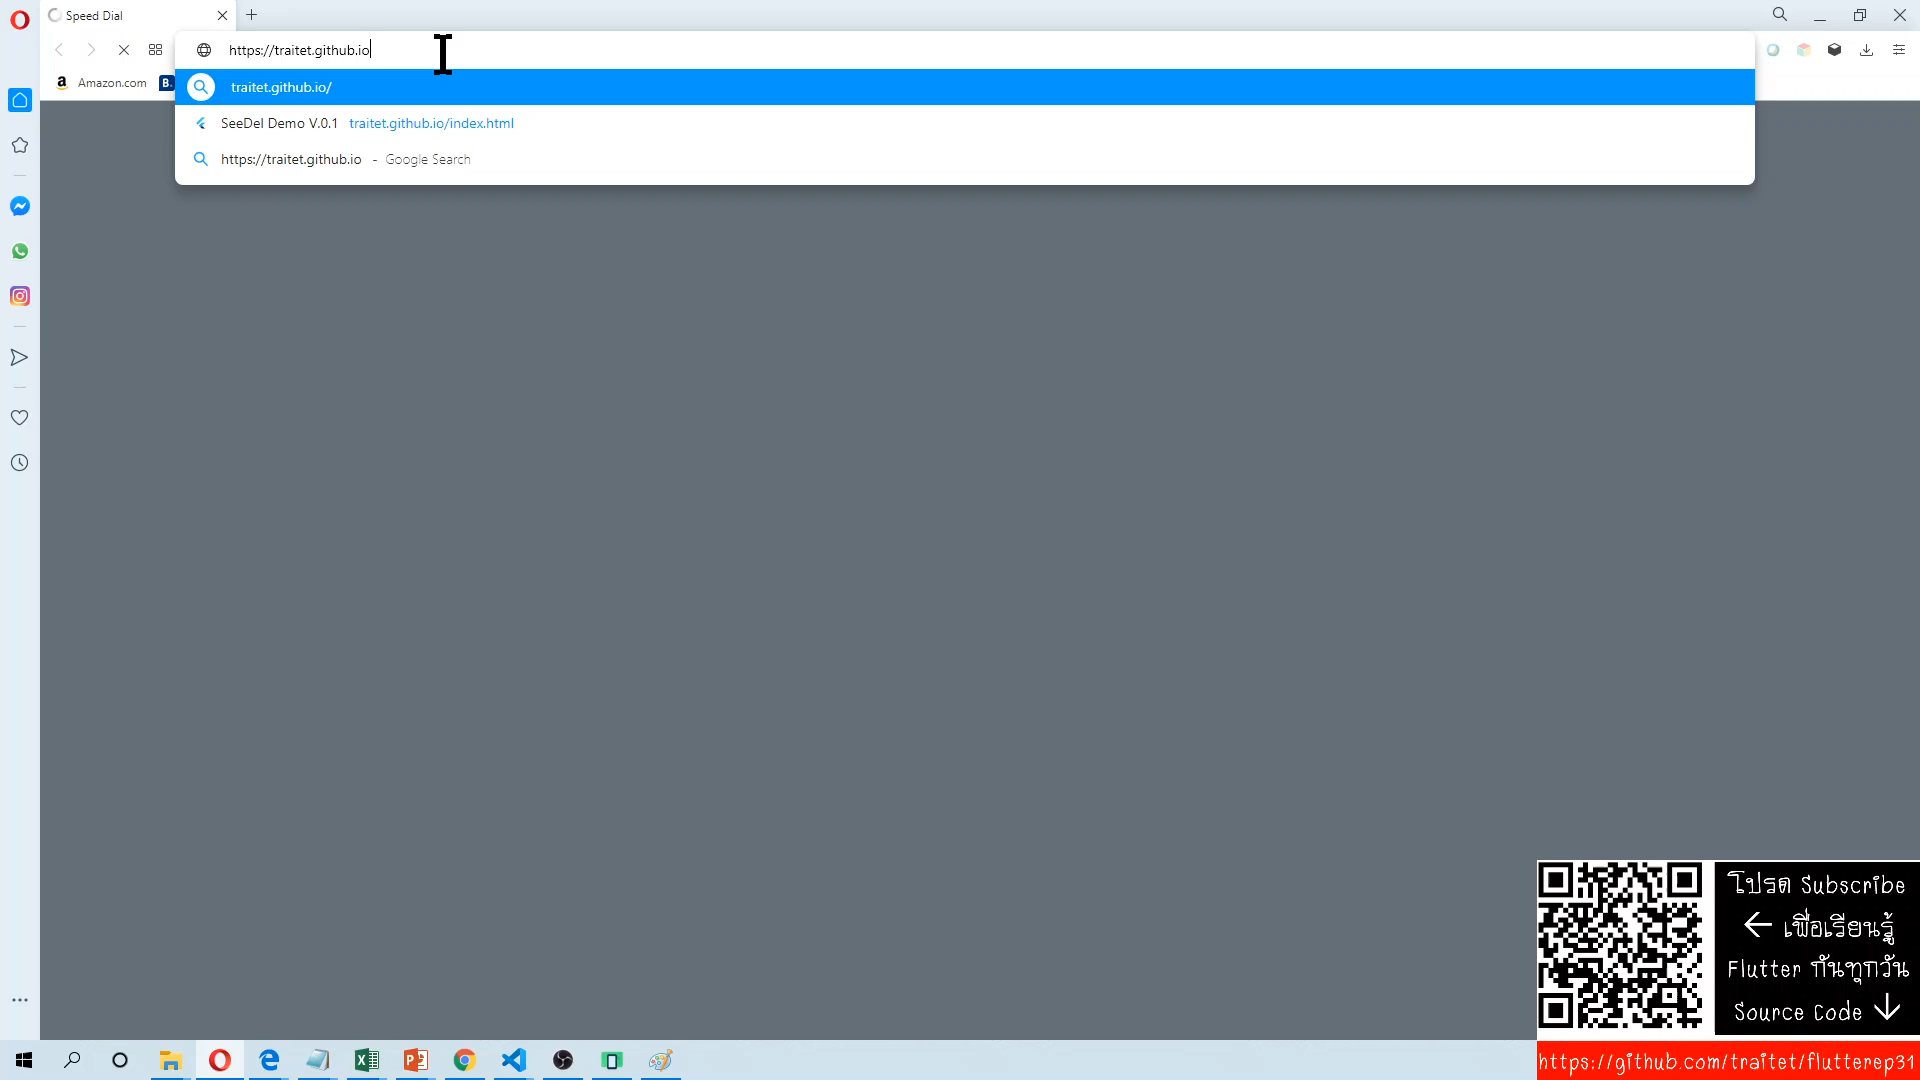 Speed Dial
https://traitet.github.io
a Amazon.com B.
traitet.github.io/
SeeDel Demo V.0.1 traitet.github.io/index.html
https://traitet.github.io - Google Search
โปรด Subscribe
← เพื่อเรียนรู้
Flutter กันทุกวัน
Source Code ↓
https://github.com/traitet/flutterep31